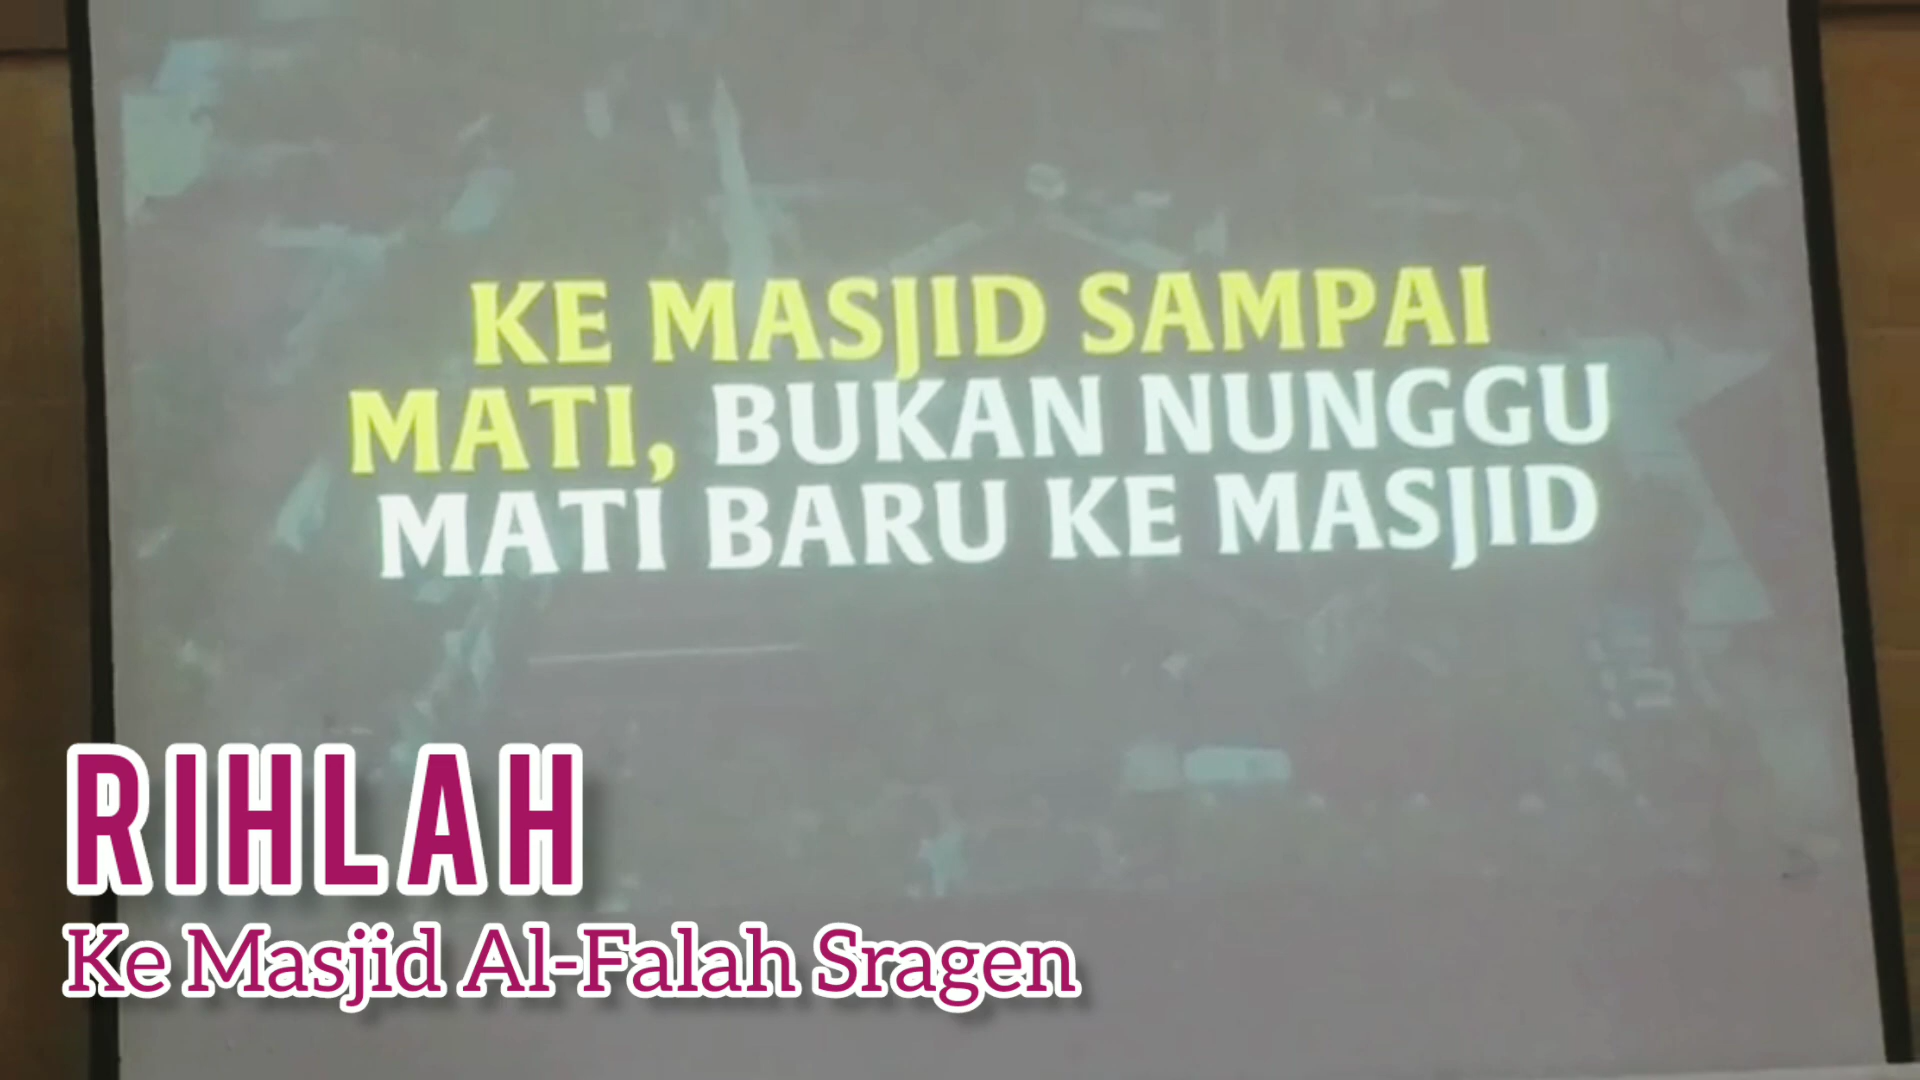 KE MASJID SAMPAI
MATI, BUKAN NUNGGU
MATI BARU KE MASJID
RIHLAH
Ke Masjid Al-Falah Sragen